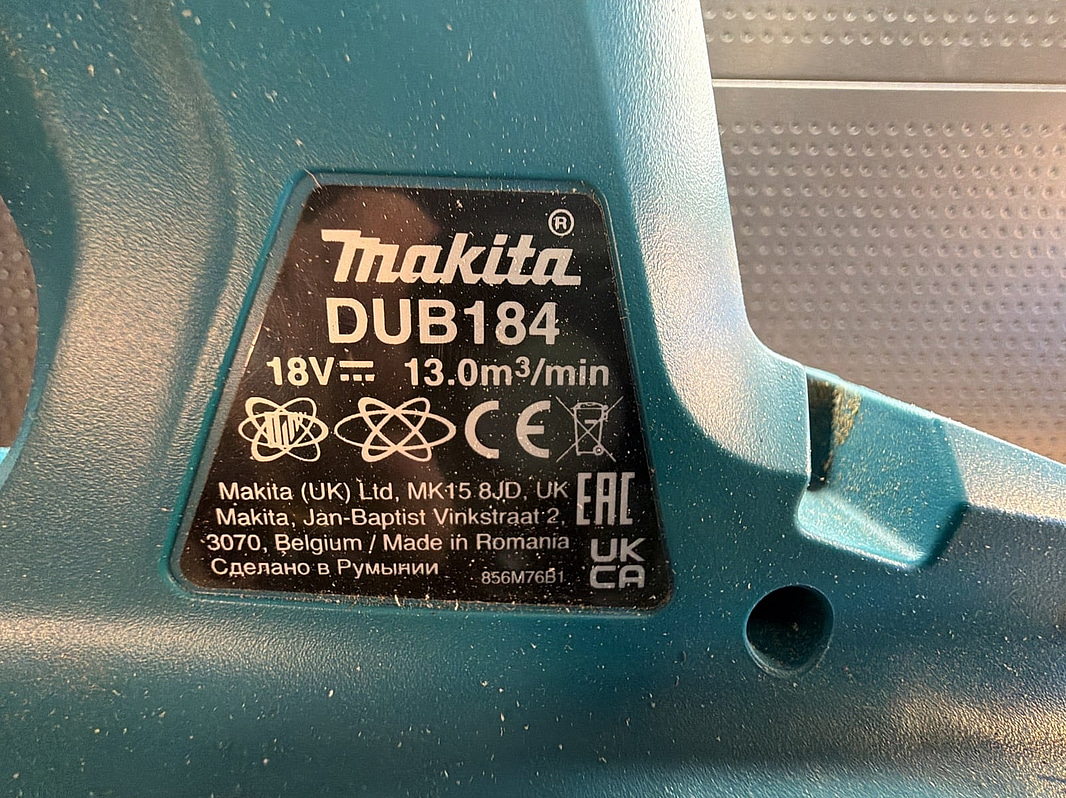 makita®
DUB184
18V⎓ 13.0m³/min
CE
Makita (UK) Ltd, MK15 8JD, UK
Makita, Jan-Baptist Vinkstraat 2,
3070, Belgium / Made in Romania
Сделано в Румынии
856M76B1
EAC
UK
CA